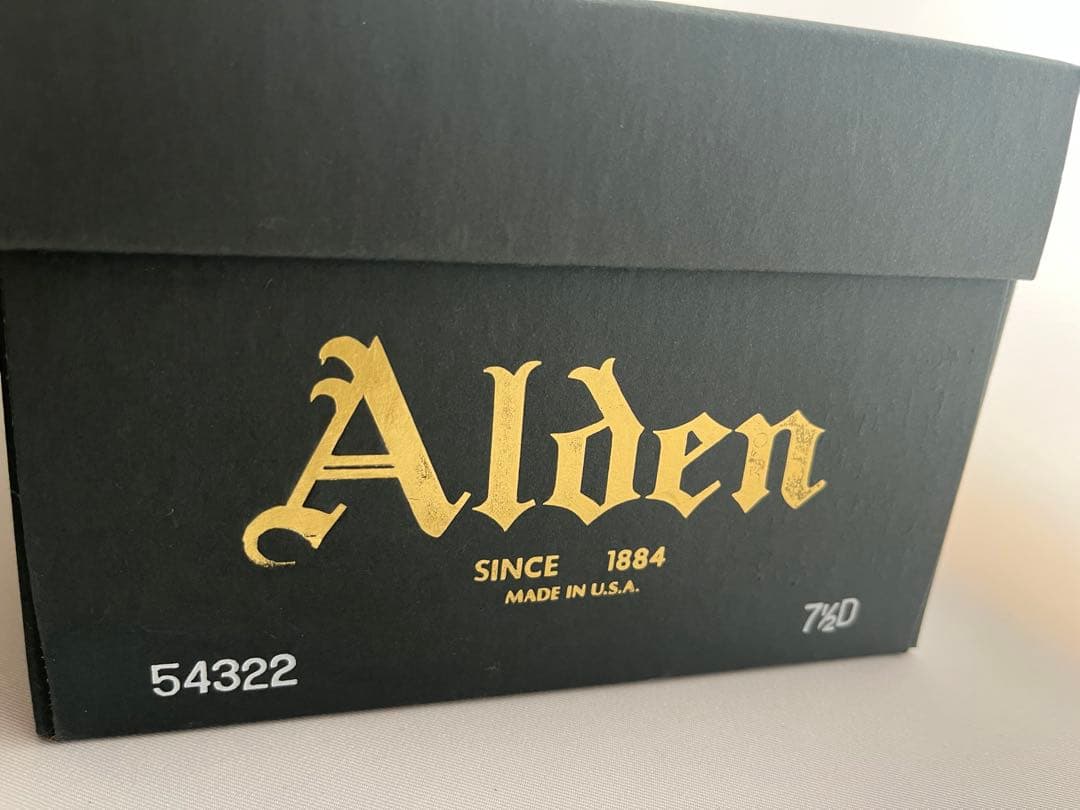 Alden
SINCE 1884
MADE IN U.S.A.
7½D
54322